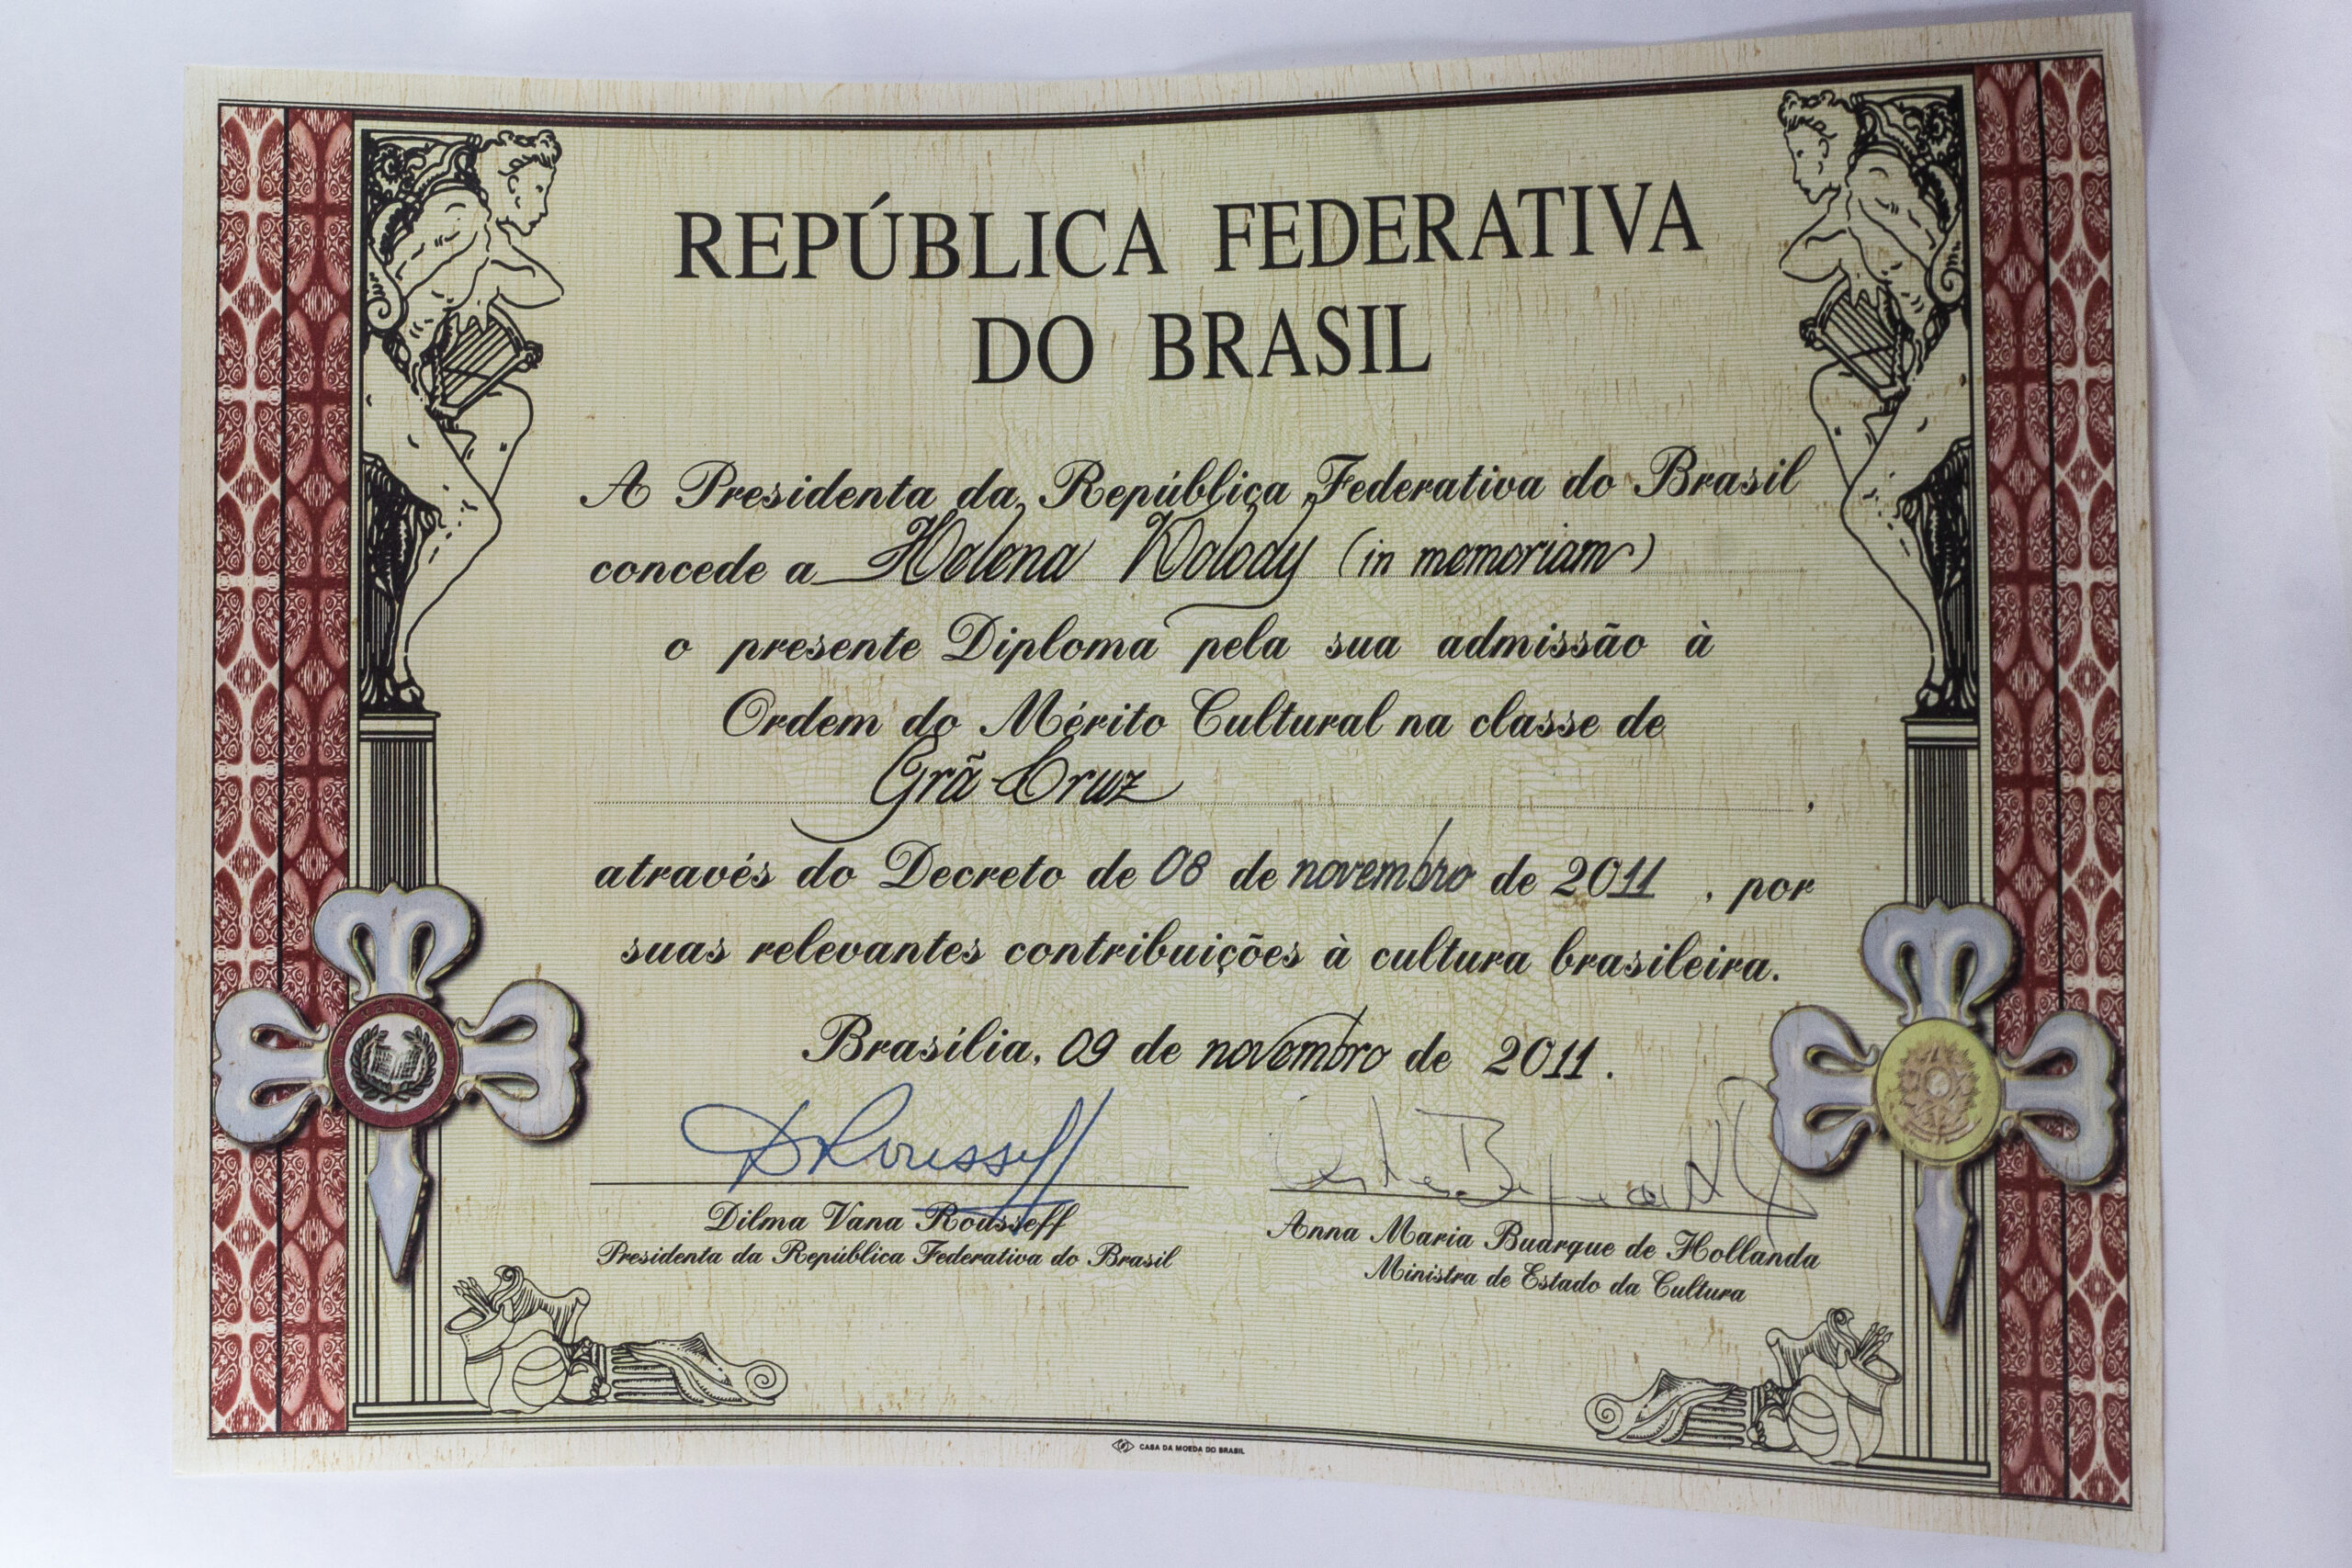 REPÚBLICA FEDERATIVA
DO BRASIL
A Presidenta da República Federativa do Brasil
concede a Helena Kolody (in memoriam)
o presente Diploma pela sua admissão à
Ordem do Mérito Cultural na classe de
Grã-Cruz,
através do Decreto de 08 de novembro de 2011, por
suas relevantes contribuições à cultura brasileira.
Brasília, 09 de novembro de 2011.
DRousseff
Dilma Vana Rousseff
Presidenta da República Federativa do Brasil
Anna Maria Buarque de Hollanda
Ministra de Estado da Cultura
CASA DA MOEDA DO BRASIL